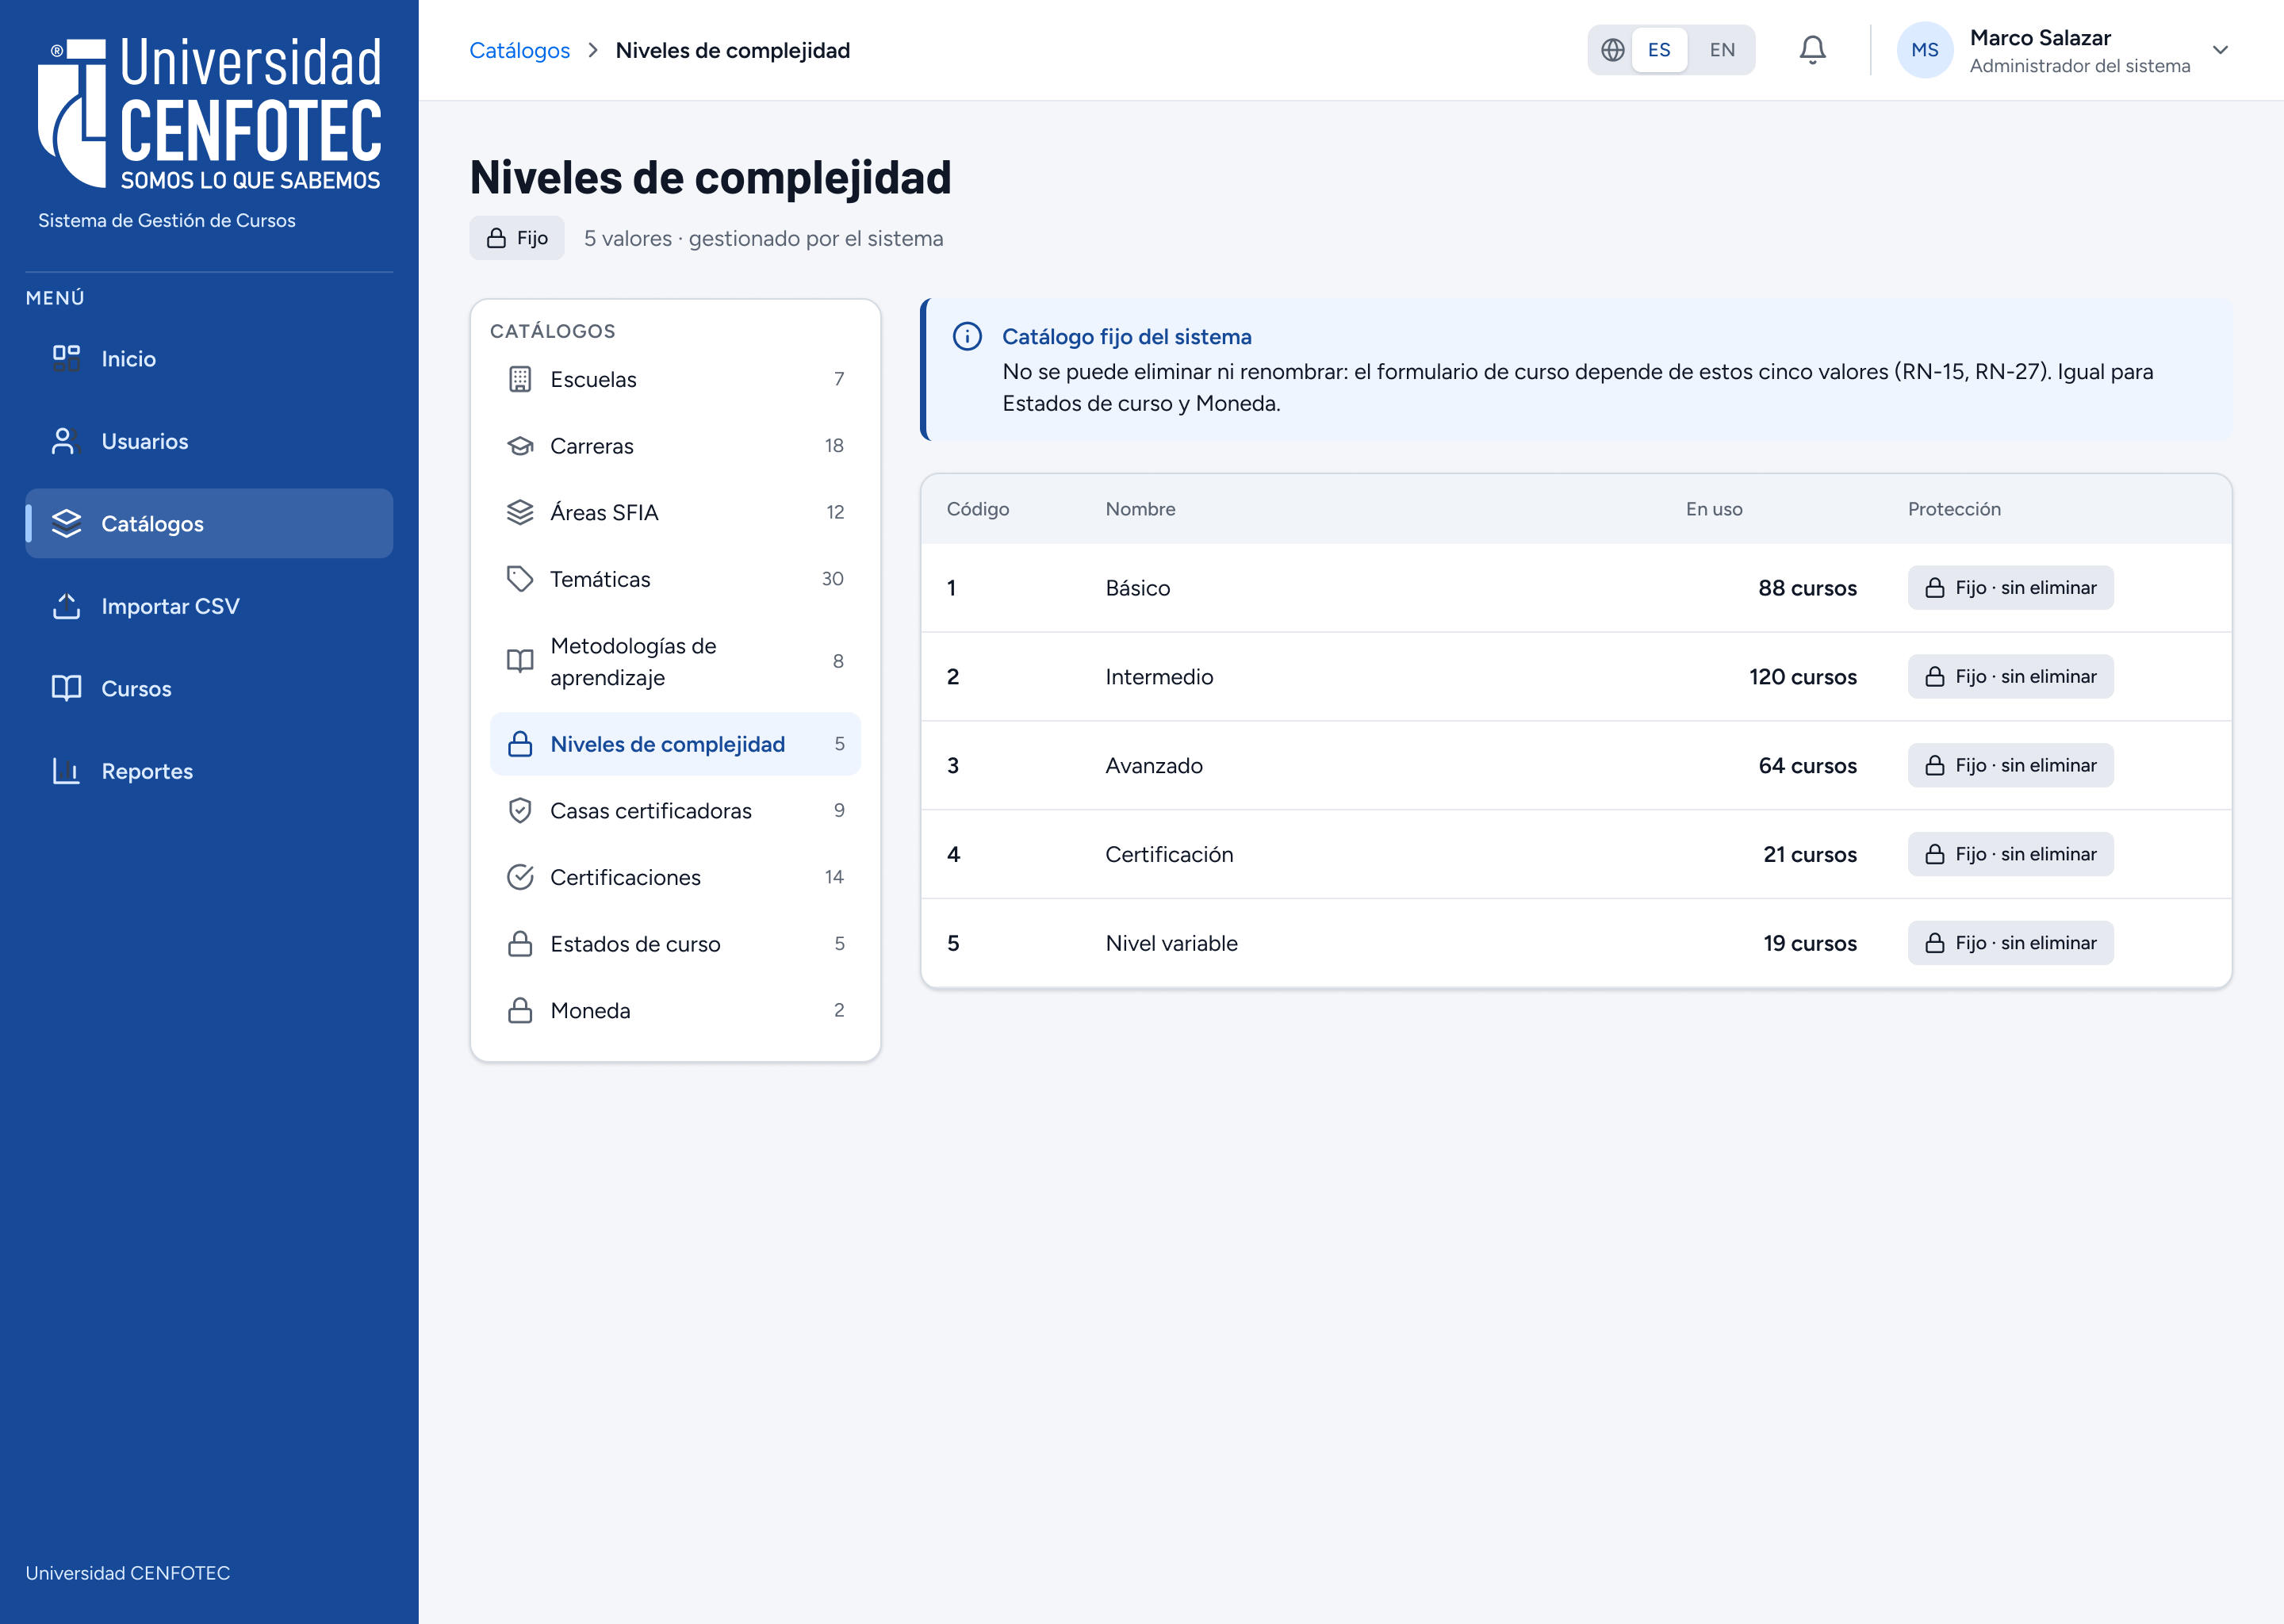 ® Universidad
CENFOTEC
SOMOS LO QUE SABEMOS
Sistema de Gestión de Cursos
MENÚ
Inicio
Usuarios
Catálogos
Importar CSV
Cursos
Reportes
Universidad CENFOTEC
Catálogos > Niveles de complejidad
ES EN
MS
Marco Salazar
Administrador del sistema
Niveles de complejidad
Fijo 5 valores · gestionado por el sistema
CATÁLOGOS
Escuelas 7
Carreras 18
Áreas SFIA 12
Temáticas 30
Metodologías de
aprendizaje 8
Niveles de complejidad 5
Casas certificadoras 9
Certificaciones 14
Estados de curso 5
Moneda 2
Catálogo fijo del sistema
No se puede eliminar ni renombrar: el formulario de curso depende de estos cinco valores (RN-15, RN-27). Igual para
Estados de curso y Moneda.
Código Nombre En uso Protección
1 Básico 88 cursos Fijo · sin eliminar
2 Intermedio 120 cursos Fijo · sin eliminar
3 Avanzado 64 cursos Fijo · sin eliminar
4 Certificación 21 cursos Fijo · sin eliminar
5 Nivel variable 19 cursos Fijo · sin eliminar